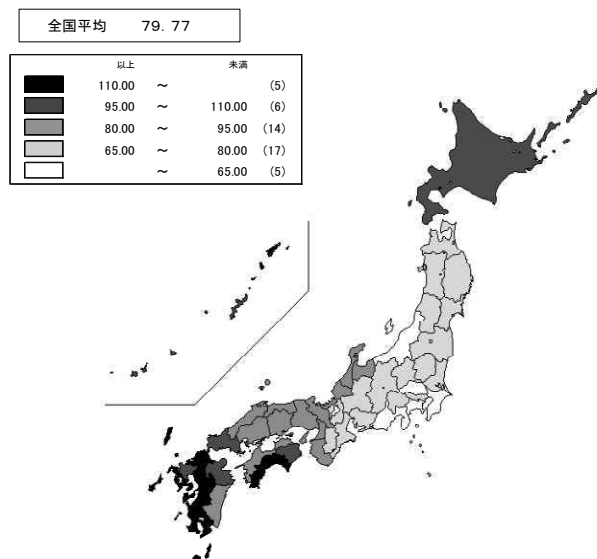 全国平均 79.77
以上 未満
110.00 ～ (5)
95.00 ～ 110.00 (6)
80.00 ～ 95.00 (14)
65.00 ～ 80.00 (17)
～ 65.00 (5)